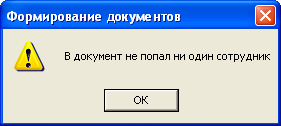 Формирование документов
В документ не попал ни один сотрудник
OK